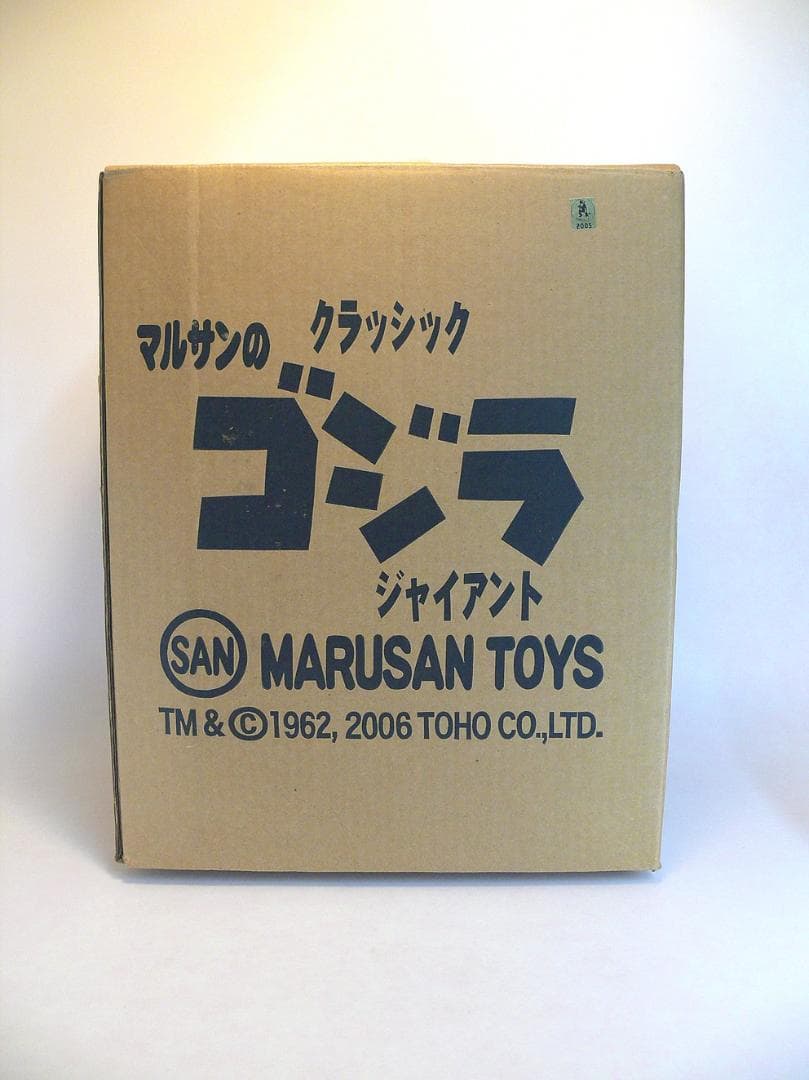 2005
クラッシック
マルサンの
ゴジラ
ジャイアント
SAN MARUSAN TOYS
TM & ©1962, 2006 TOHO CO.,LTD.